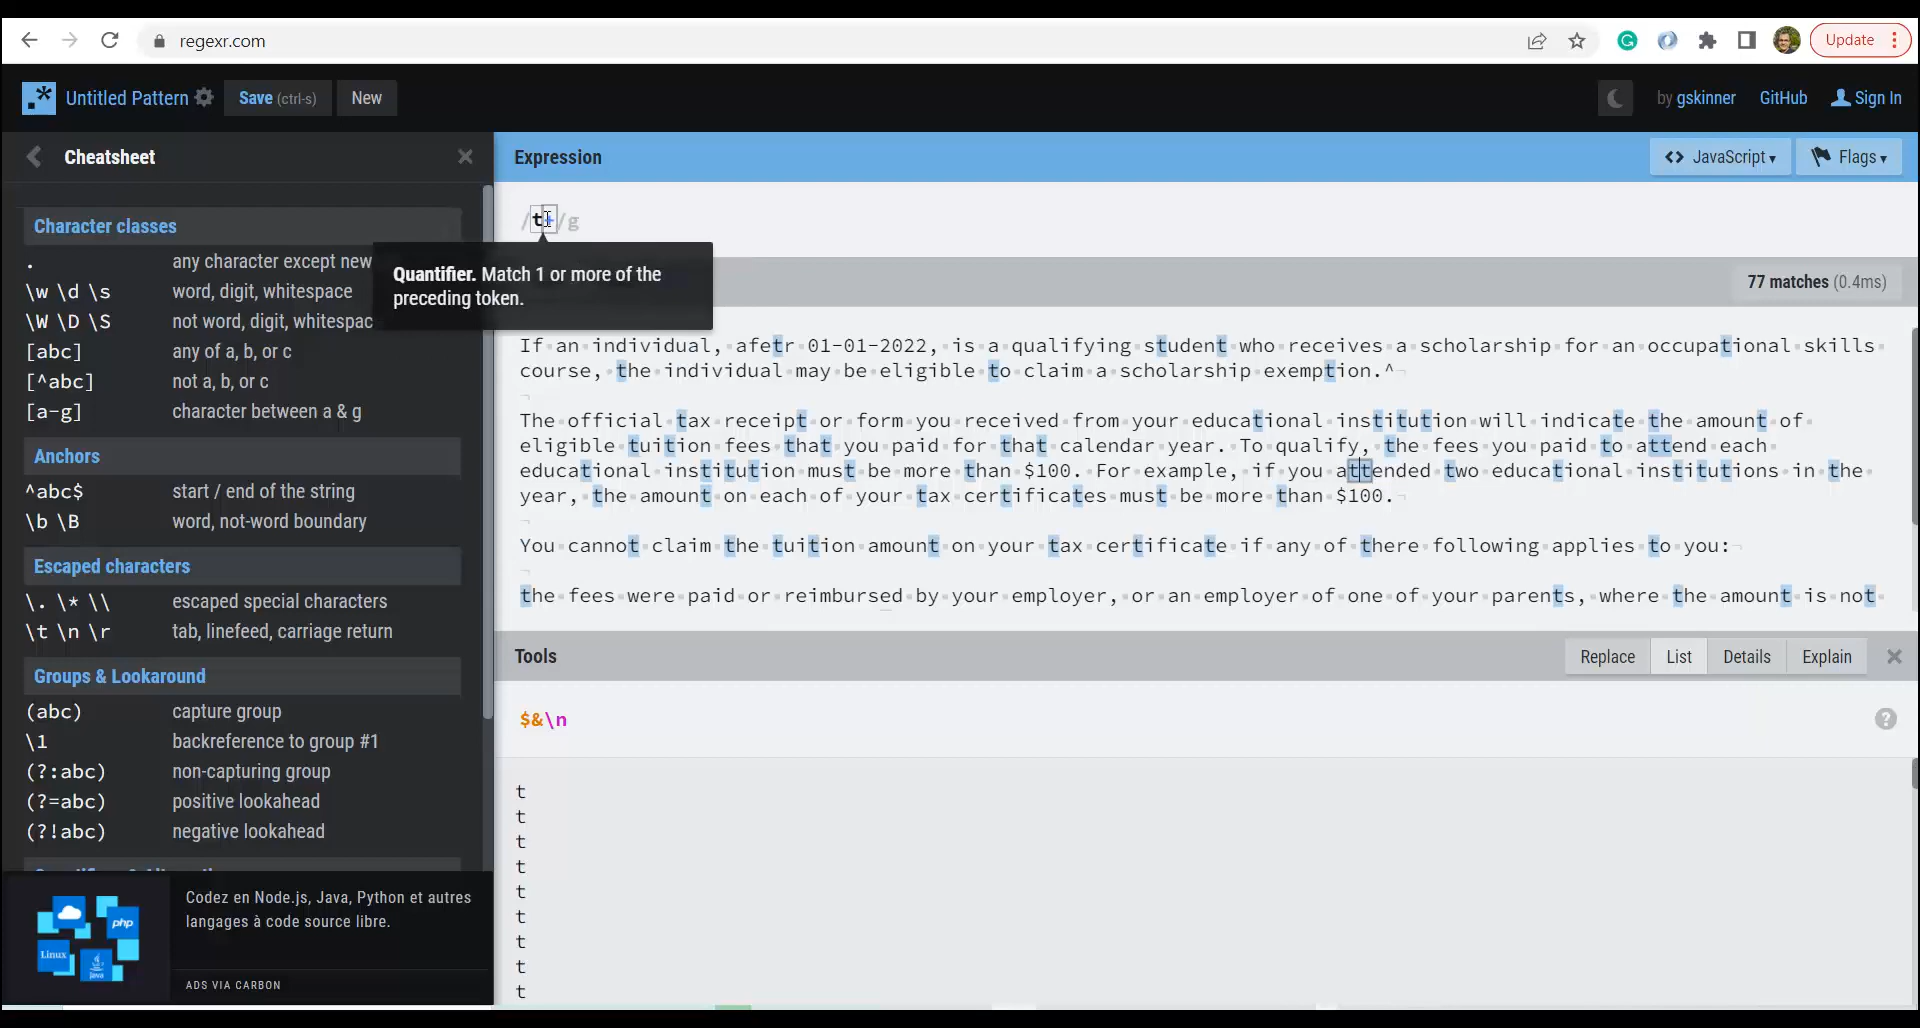 regexr.com
Update
Untitled Pattern
Save (ctrl-s)
New
by gskinner
GitHub
Sign In
Cheatsheet
Character classes
. any character except new
\w \d \s word, digit, whitespace
\W \D \S not word, digit, whitespac
[abc] any of a, b, or c
[^abc] not a, b, or c
[a-g] character between a & g
Anchors
^abc$ start / end of the string
\b \B word, not-word boundary
Escaped characters
\. \* \\ escaped special characters
\t \n \r tab, linefeed, carriage return
Groups & Lookaround
(abc) capture group
\1 backreference to group #1
(?:abc) non-capturing group
(?=abc) positive lookahead
(?!abc) negative lookahead
Codez en Node.js, Java, Python et autres
langages à code source libre.
ADS VIA CARBON
php
Linux
Java
Expression
JavaScript
Flags
/t+/g
Quantifier. Match 1 or more of the
preceding token.
77 matches (0.4ms)
If an individual, afetr 01-01-2022, is a qualifying student who receives a scholarship for an occupational skills
course, the individual may be eligible to claim a scholarship exemption.^
The official tax receipt or form you received from your educational institution will indicate the amount of
eligible tuition fees that you paid for that calendar year. To qualify, the fees you paid to attend each
educational institution must be more than $100. For example, if you attended two educational institutions in the
year, the amount on each of your tax certificates must be more than $100.
You cannot claim the tuition amount on your tax certificate if any of there following applies to you:
the fees were paid or reimbursed by your employer, or an employer of one of your parents, where the amount is not
Tools
Replace
List
Details
Explain
$&\n
t
t
t
t
t
t
t
t
t